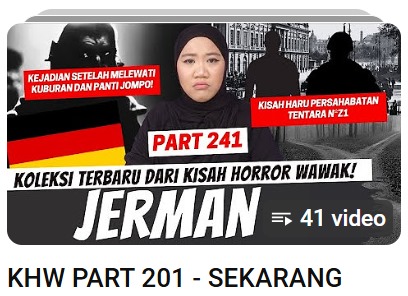 KEJADIAN SETELAH MELEWATI
KUBURAN DAN PANTI JOMPO!
KISAH HARU PERSAHABATAN
TENTARA N*Z1
PART 241
KOLEKSI TERBARU DARI KISAH HORROR WAWAK!
JERMAN
41 video
KHW PART 201 - SEKARANG